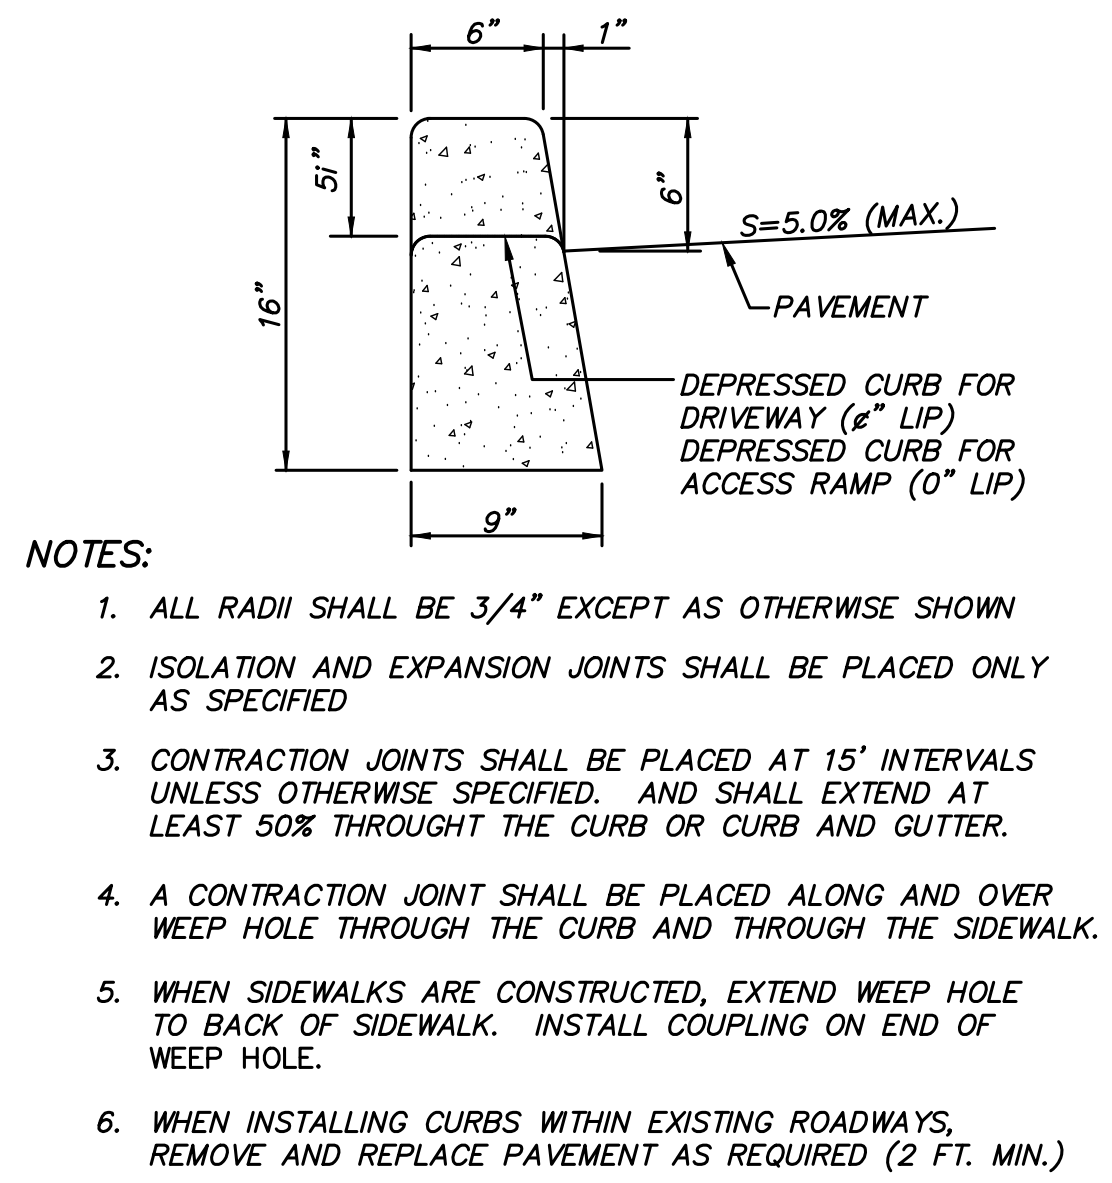 6" 1"
5i"
6"
S=5.0% (MAX.)
16"
PAVEMENT
DEPRESSED CURB FOR
DRIVEWAY (¢" LIP)
DEPRESSED CURB FOR
ACCESS RAMP (0" LIP)
9"
NOTES:
1. ALL RADII SHALL BE 3/4" EXCEPT AS OTHERWISE SHOWN
2. ISOLATION AND EXPANSION JOINTS SHALL BE PLACED ONLY
AS SPECIFIED
3. CONTRACTION JOINTS SHALL BE PLACED AT 15' INTERVALS
UNLESS OTHERWISE SPECIFIED. AND SHALL EXTEND AT
LEAST 50% THROUGHT THE CURB OR CURB AND GUTTER.
4. A CONTRACTION JOINT SHALL BE PLACED ALONG AND OVER
WEEP HOLE THROUGH THE CURB AND THROUGH THE SIDEWALK.
5. WHEN SIDEWALKS ARE CONSTRUCTED, EXTEND WEEP HOLE
TO BACK OF SIDEWALK. INSTALL COUPLING ON END OF
WEEP HOLE.
6. WHEN INSTALLING CURBS WITHIN EXISTING ROADWAYS,
REMOVE AND REPLACE PAVEMENT AS REQUIRED (2 FT. MIN.)